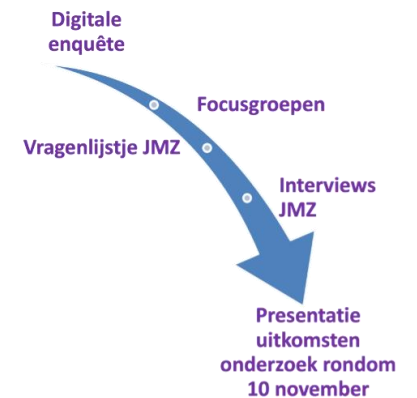 Digitale
enquête
Focusgroepen
Vragenlijstje JMZ
Interviews
JMZ
Presentatie
uitkomsten
onderzoek rondom
10 november